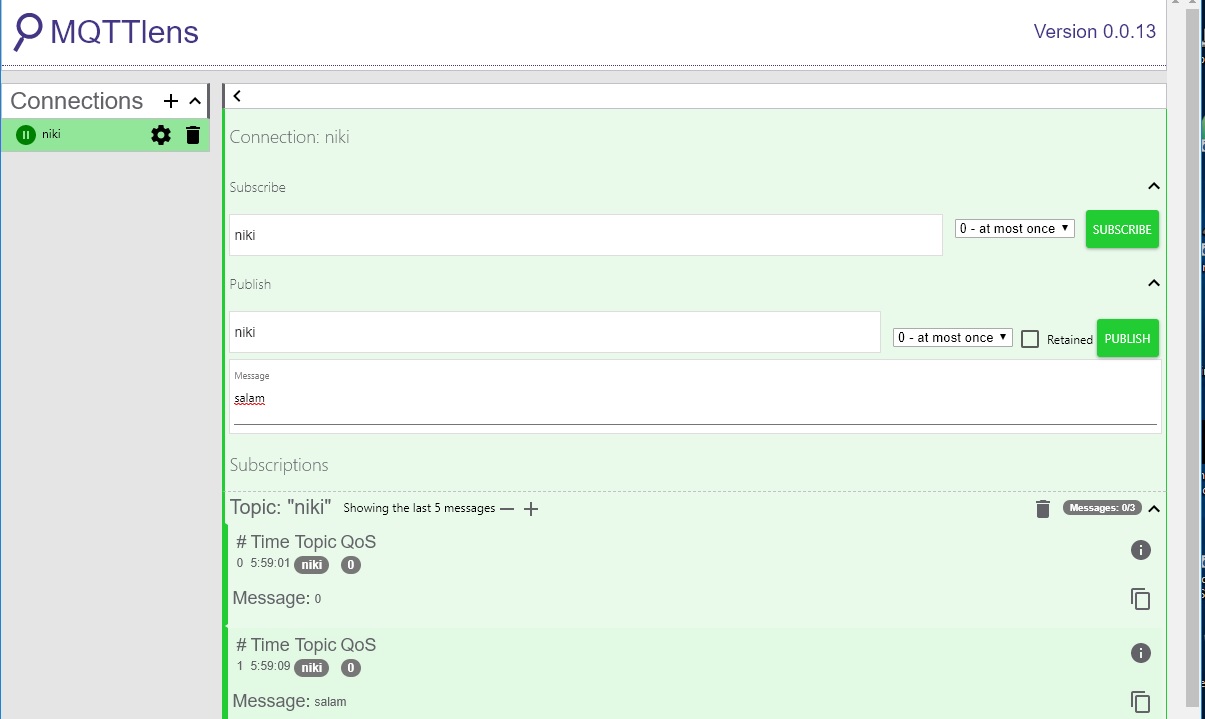 MQTTlens
Version 0.0.13
Connections
niki
Connection: niki
Subscribe
niki
0 - at most once
SUBSCRIBE
Publish
niki
0 - at most once
Retained
PUBLISH
Message
salam
Subscriptions
Topic: "niki" Showing the last 5 messages
Messages: 0/3
# Time Topic QoS
0 5:59:01 niki 0
Message: 0
# Time Topic QoS
1 5:59:09 niki 0
Message: salam